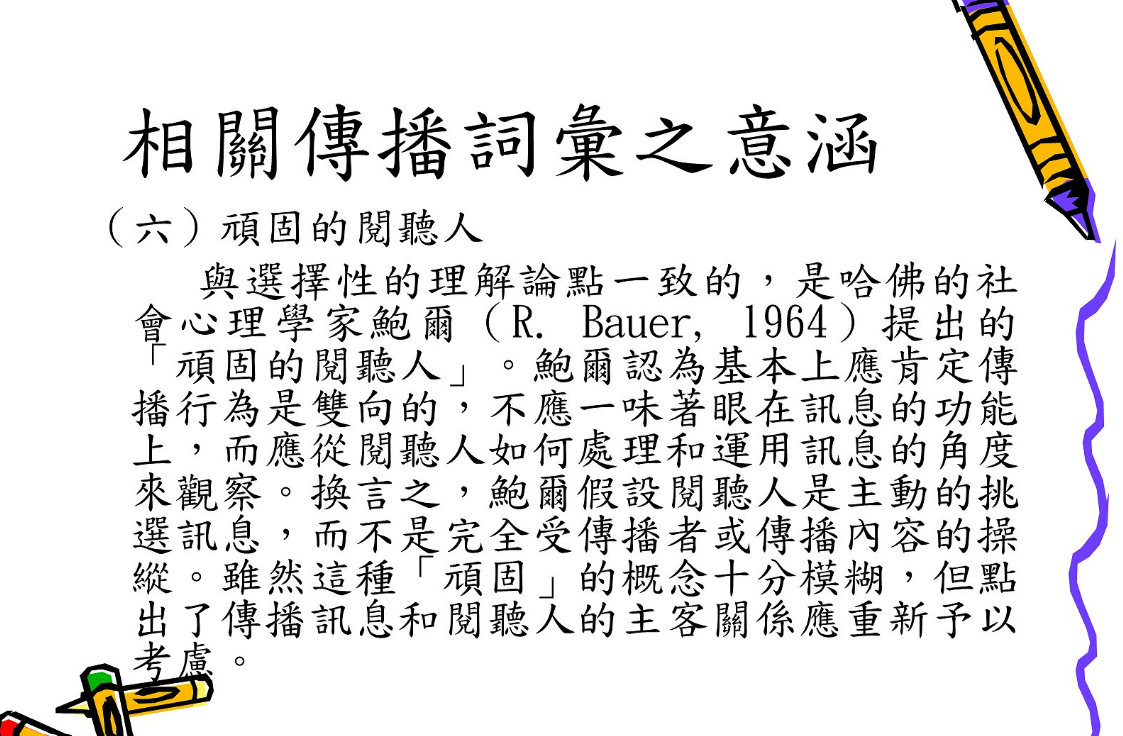 相關傳播詞彙之意涵
（六）頑固的閱聽人
與選擇性的理解論點一致的，是哈佛的社
會心理學家鮑爾（R. Bauer, 1964）提出的
「頑固的閱聽人」。鮑爾認為基本上應肯定傳
播行為是雙向的，不應一味著眼在訊息的功能
上，而應從閱聽人如何處理和運用訊息的角度
來觀察。換言之，鮑爾假設閱聽人是主動的挑
選訊息，而不是完全受傳播者或傳播內容的操
縱。雖然這種「頑固」的概念十分模糊，但點
出了傳播訊息和閱聽人的主客關係應重新予以
考慮。